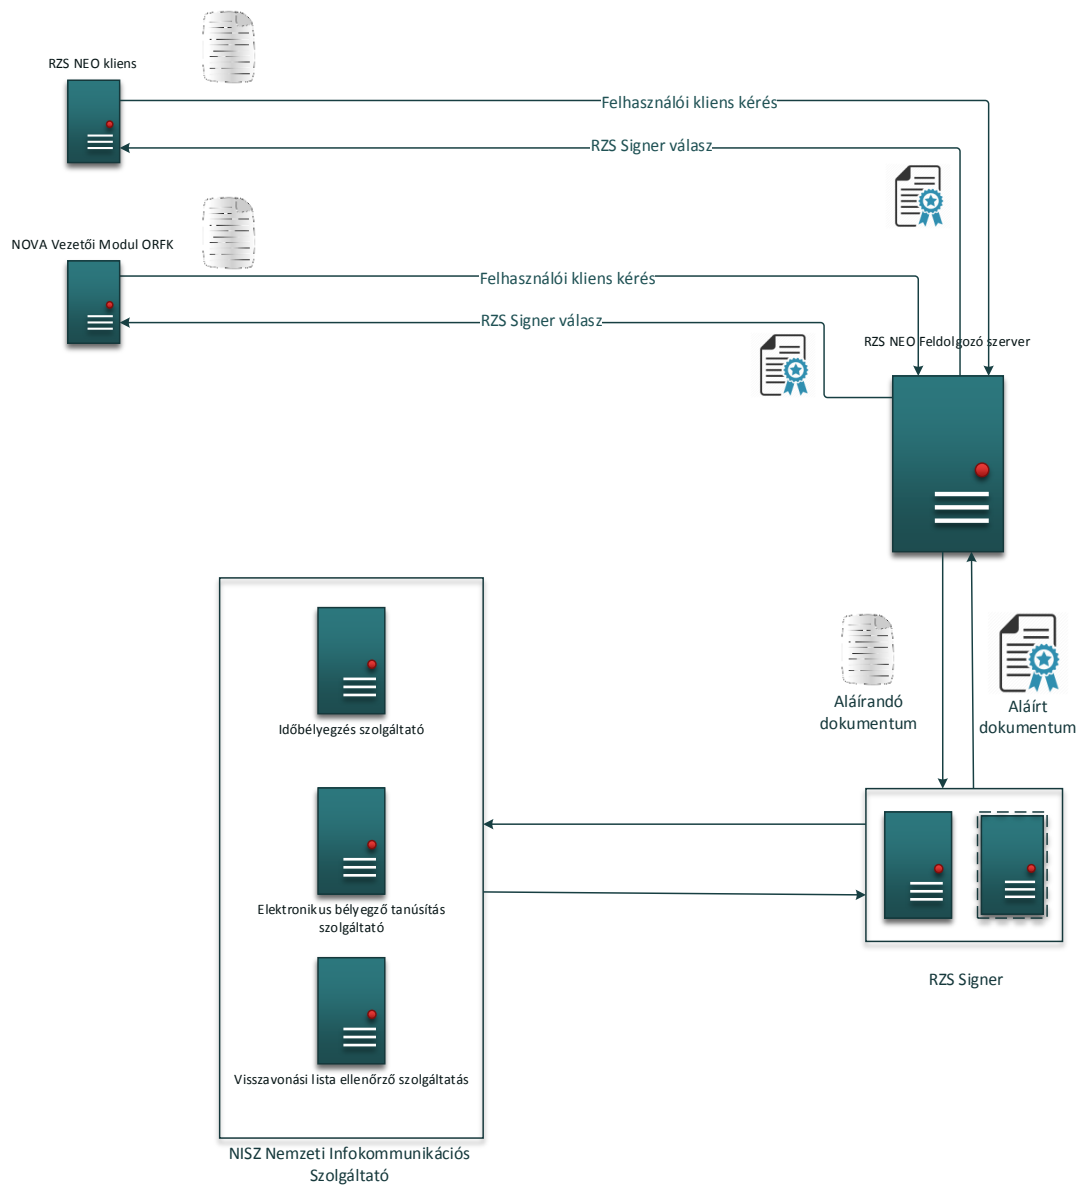 RZS NEO kliens
Felhasználói kliens kérés
RZS Signer válasz
NOVA Vezetői Modul ORFK
Felhasználói kliens kérés
RZS Signer válasz
RZS NEO Feldolgozó szerver
Aláírandó
dokumentum
Aláírt
dokumentum
Időbélyegzés szolgáltató
Elektronikus bélyegző tanúsítás
szolgáltató
RZS Signer
Visszavonási lista ellenőrző szolgáltatás
NISZ Nemzeti Infokommunikációs
Szolgáltató